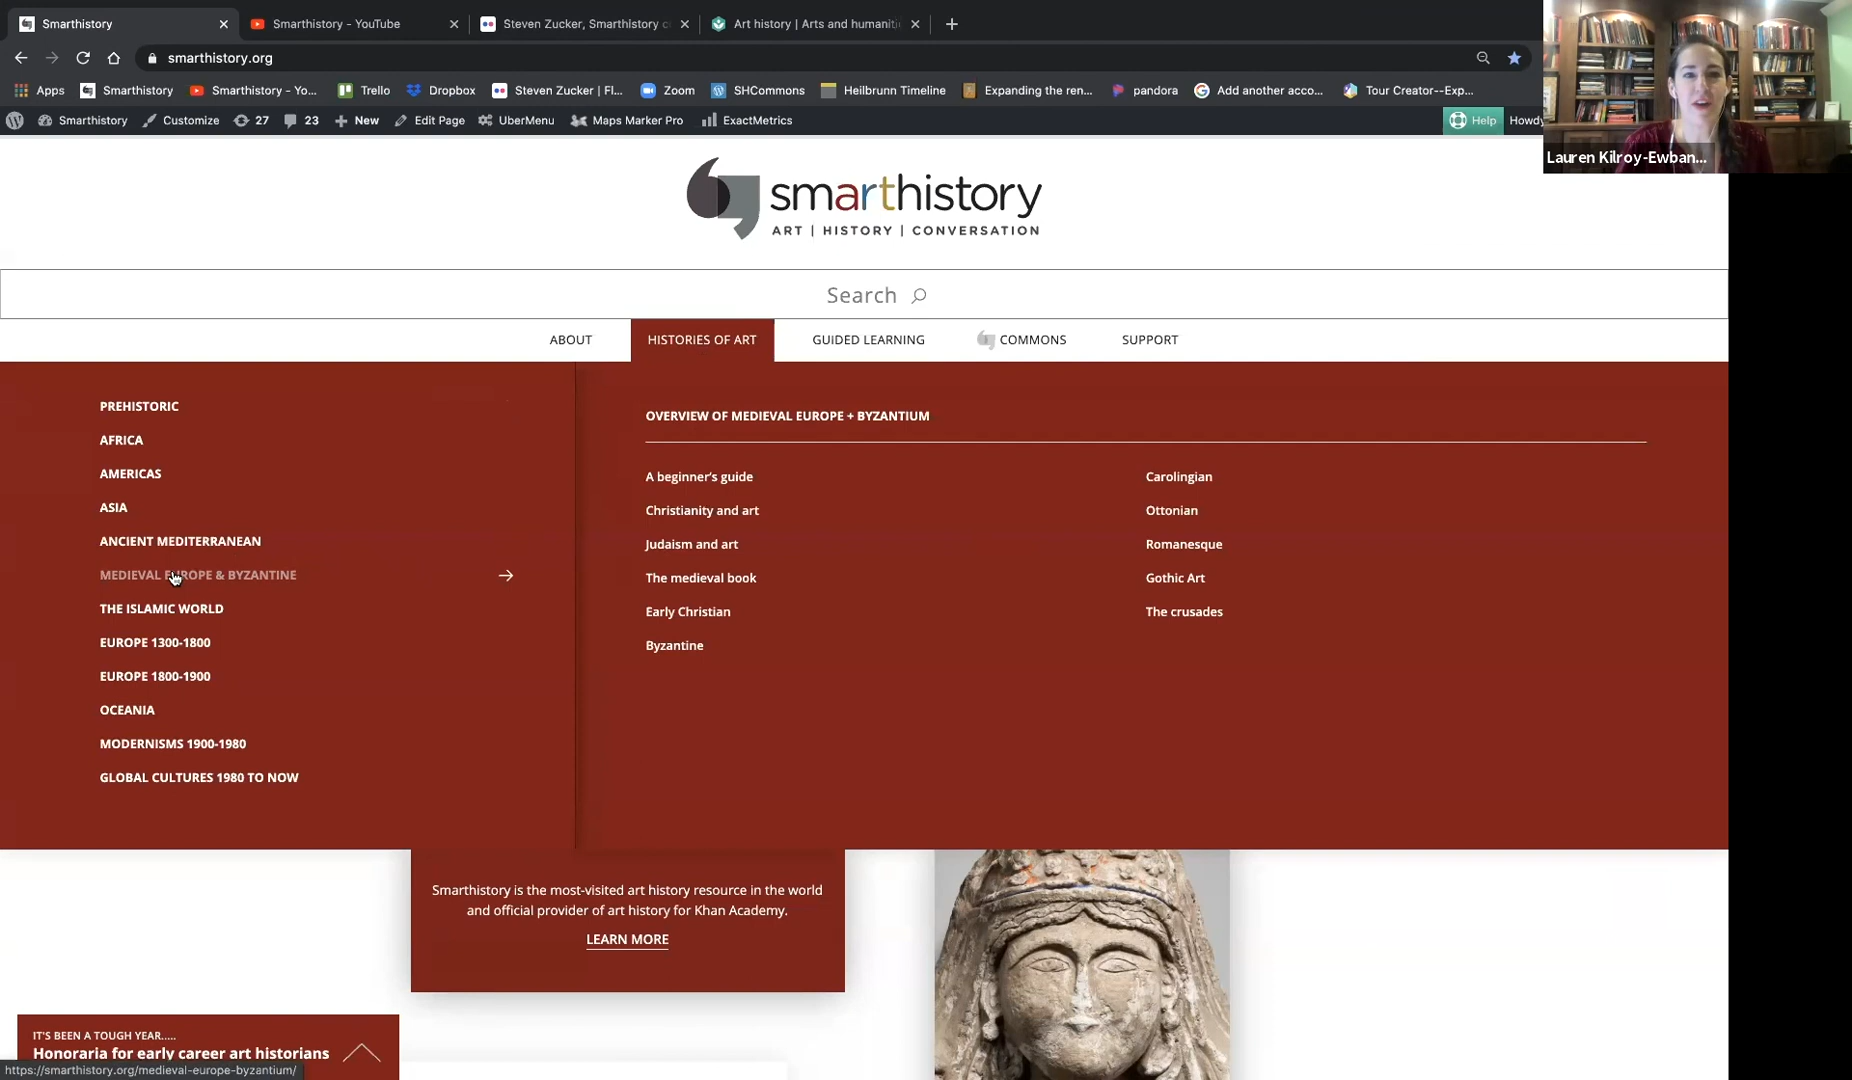 Smarthistory
Smarthistory - YouTube
Steven Zucker, Smarthistory c
Art history | Arts and humaniti
smarthistory.org
Apps
Smarthistory
Smarthistory - Yo...
Trello
Dropbox
Steven Zucker | Fl...
Zoom
SHCommons
Heilbrunn Timeline
Expanding the ren...
pandora
Add another acco...
Tour Creator--Exp...
Smarthistory
Customize
27
23
New
Edit Page
UberMenu
Maps Marker Pro
ExactMetrics
Help
Howdy
Lauren Kilroy-Ewban...
smarthistory
ART | HISTORY | CONVERSATION
Search
ABOUT
HISTORIES OF ART
GUIDED LEARNING
COMMONS
SUPPORT
PREHISTORIC
AFRICA
AMERICAS
ASIA
ANCIENT MEDITERRANEAN
MEDIEVAL EUROPE & BYZANTINE
THE ISLAMIC WORLD
EUROPE 1300-1800
EUROPE 1800-1900
OCEANIA
MODERNISMS 1900-1980
GLOBAL CULTURES 1980 TO NOW
OVERVIEW OF MEDIEVAL EUROPE + BYZANTIUM
A beginner's guide
Christianity and art
Judaism and art
The medieval book
Early Christian
Byzantine
Carolingian
Ottonian
Romanesque
Gothic Art
The crusades
Smarthistory is the most-visited art history resource in the world
and official provider of art history for Khan Academy.
LEARN MORE
IT'S BEEN A TOUGH YEAR.....
Honoraria for early career art historians
https://smarthistory.org/medieval-europe-byzantium/